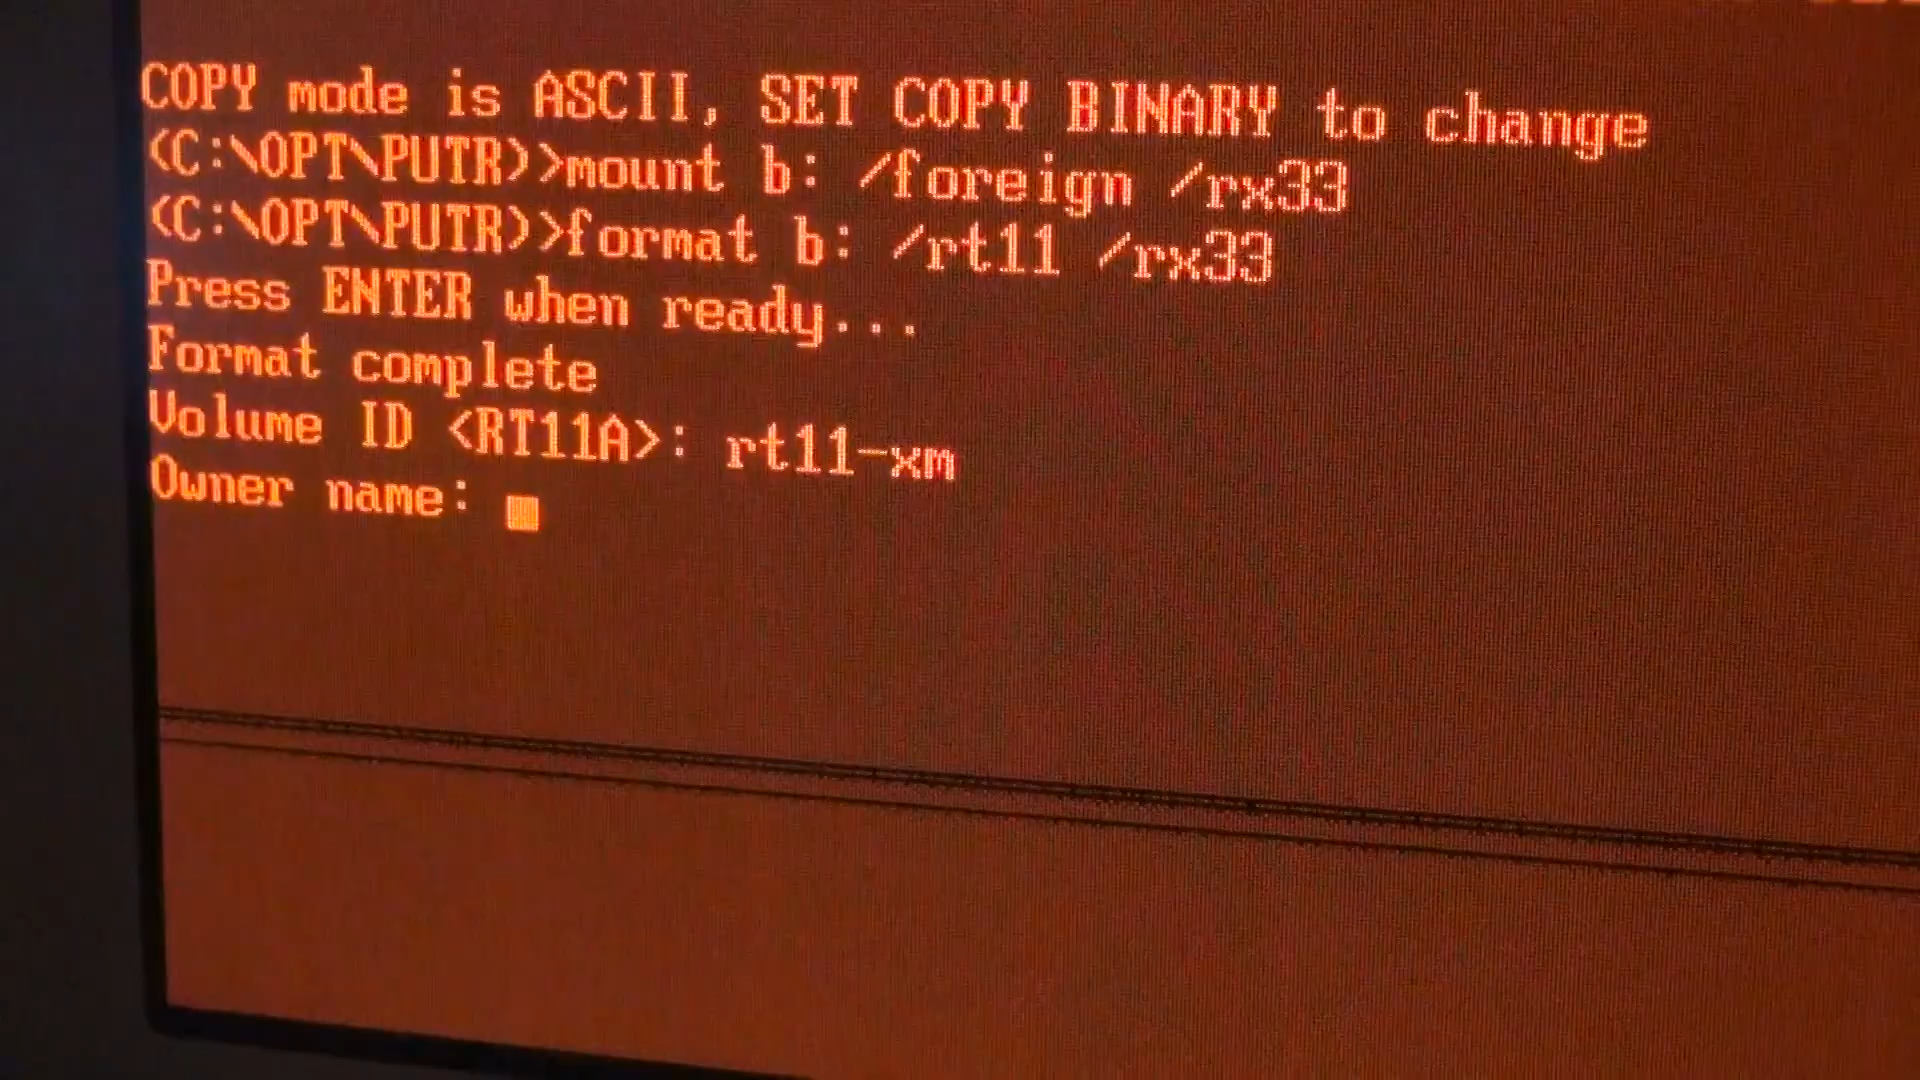 COPY mode is ASCII, SET COPY BINARY to change
(C:\OPT\PUTR)>mount b: /foreign /rx33
(C:\OPT\PUTR)>format b: /rt11 /rx33
Press ENTER when ready...
Format complete
Volume ID <RT11A>: rt11-xm
Owner name: